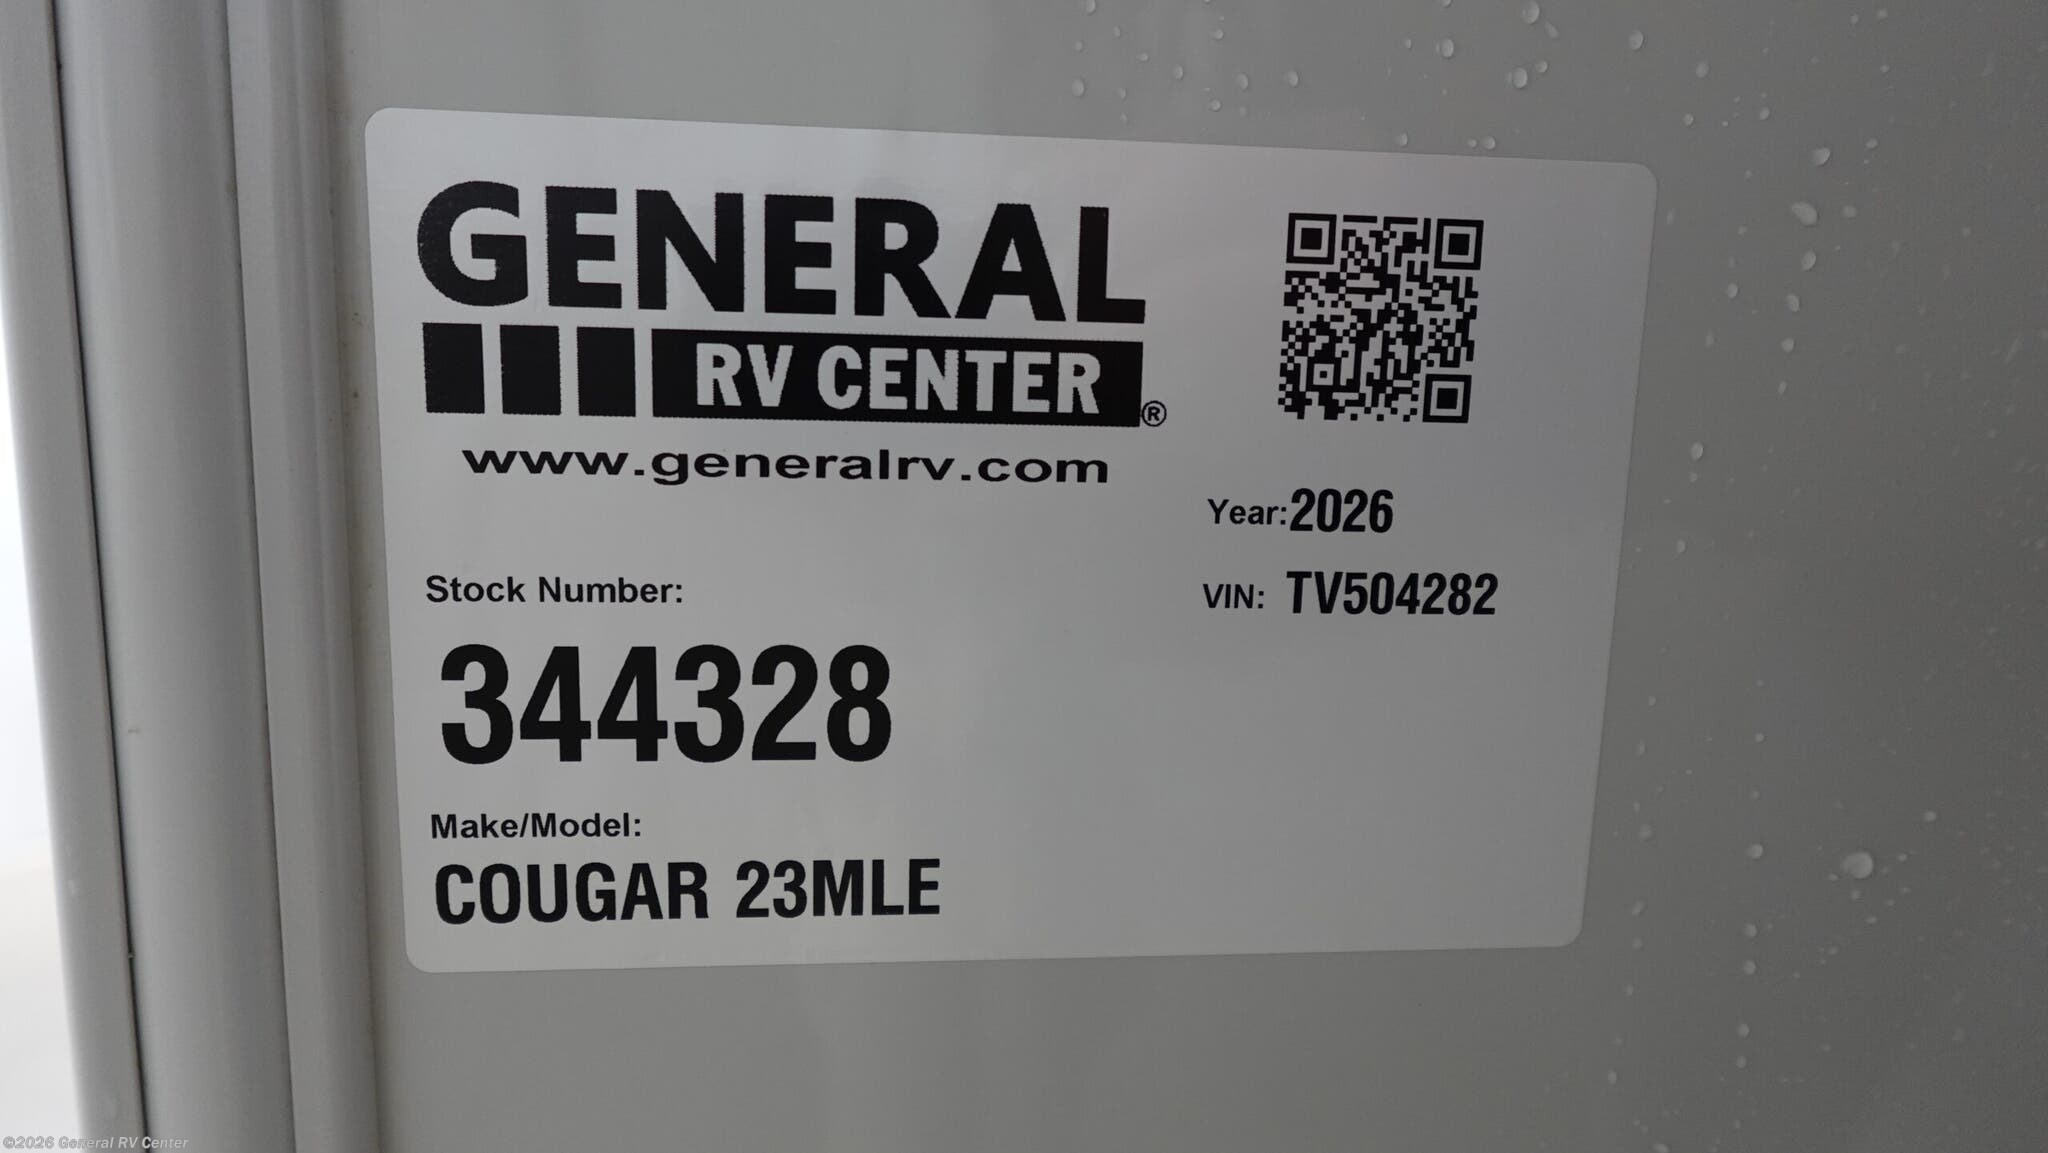 GENERAL
RV CENTER®
www.generalrv.com
Year: 2026
VIN: TV504282
Stock Number:
344328
Make/Model:
COUGAR 23MLE
©2026 General RV Center